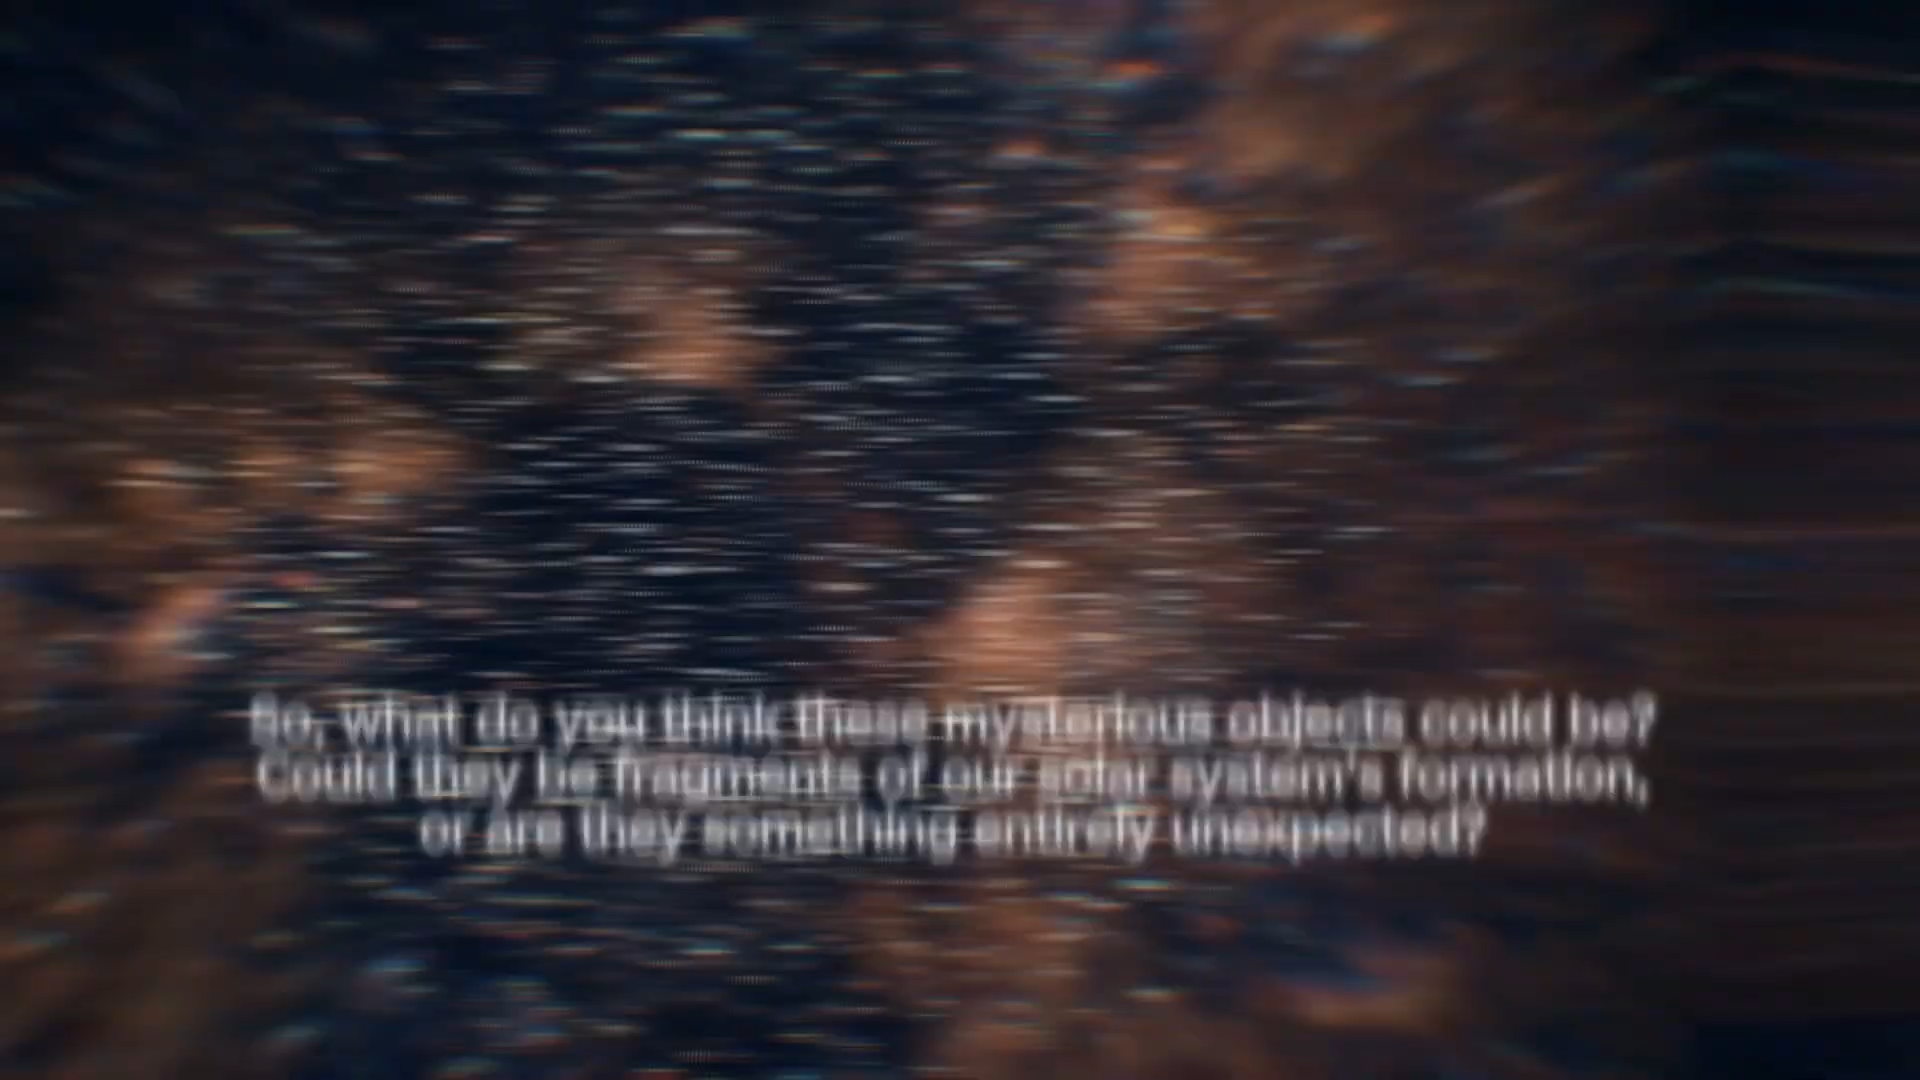 So, what do you think these mysterious objects could be?
Could they be fragments of our solar system's formation,
or are they something entirely unexpected?